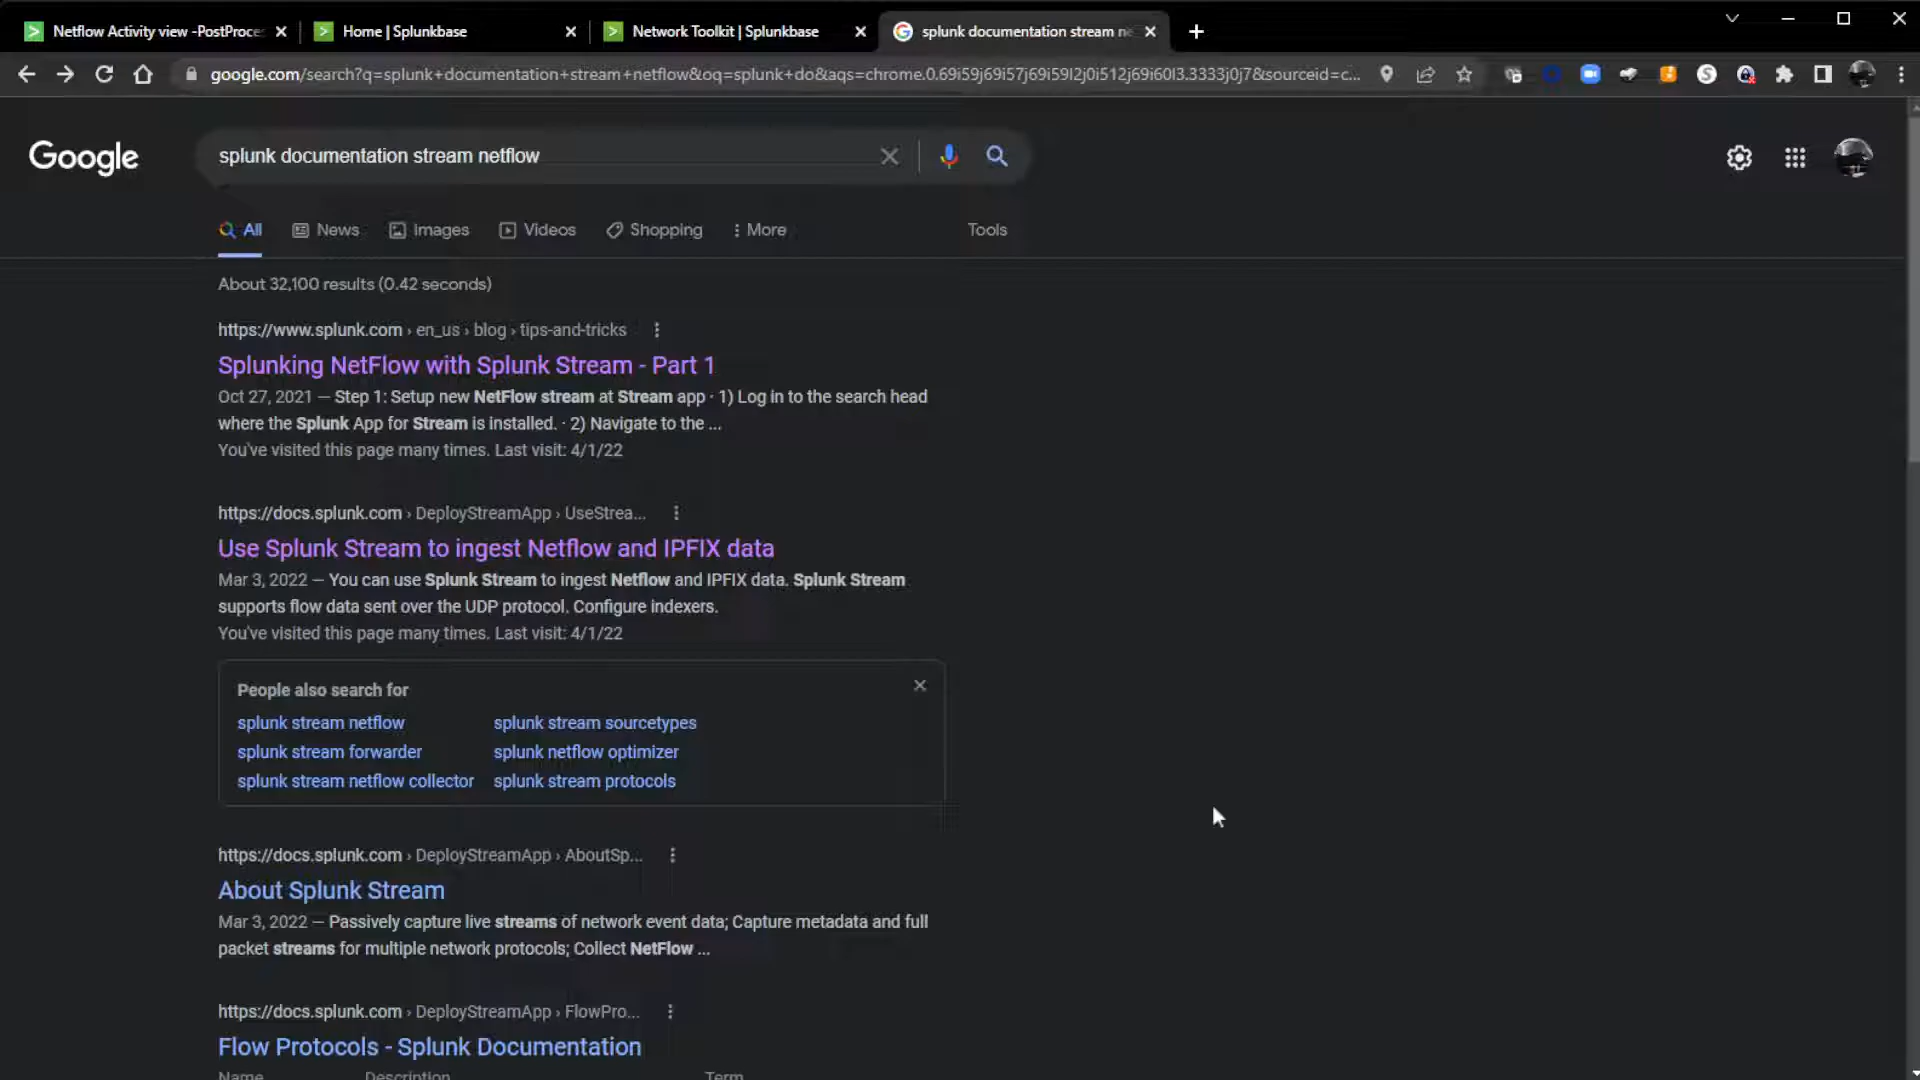 Netflow Activity view -PostProce
Home | Splunkbase
Network Toolkit | Splunkbase
splunk documentation stream ne
google.com/search?q=splunk+documentation+stream+netflow&oq=splunk+do&aqs=chrome.0.69i59j69i57j69i59l2j0i512j69i60l3.3333j0j7&sourceid=c...
Google
splunk documentation stream netflow
All
News
Images
Videos
Shopping
More
Tools
About 32,100 results (0.42 seconds)
https://www.splunk.com › en_us › blog › tips-and-tricks
Splunking NetFlow with Splunk Stream - Part 1
Oct 27, 2021 — Step 1: Setup new NetFlow stream at Stream app · 1) Log in to the search head
where the Splunk App for Stream is installed. · 2) Navigate to the ...
You've visited this page many times. Last visit: 4/1/22
https://docs.splunk.com › DeployStreamApp › UseStrea...
Use Splunk Stream to ingest Netflow and IPFIX data
Mar 3, 2022 — You can use Splunk Stream to ingest Netflow and IPFIX data. Splunk Stream
supports flow data sent over the UDP protocol. Configure indexers.
You've visited this page many times. Last visit: 4/1/22
People also search for
splunk stream netflow
splunk stream sourcetypes
splunk stream forwarder
splunk netflow optimizer
splunk stream netflow collector
splunk stream protocols
https://docs.splunk.com › DeployStreamApp › AboutSp...
About Splunk Stream
Mar 3, 2022 — Passively capture live streams of network event data; Capture metadata and full
packet streams for multiple network protocols; Collect NetFlow ...
https://docs.splunk.com › DeployStreamApp › FlowPro...
Flow Protocols - Splunk Documentation
Name
Description
Term